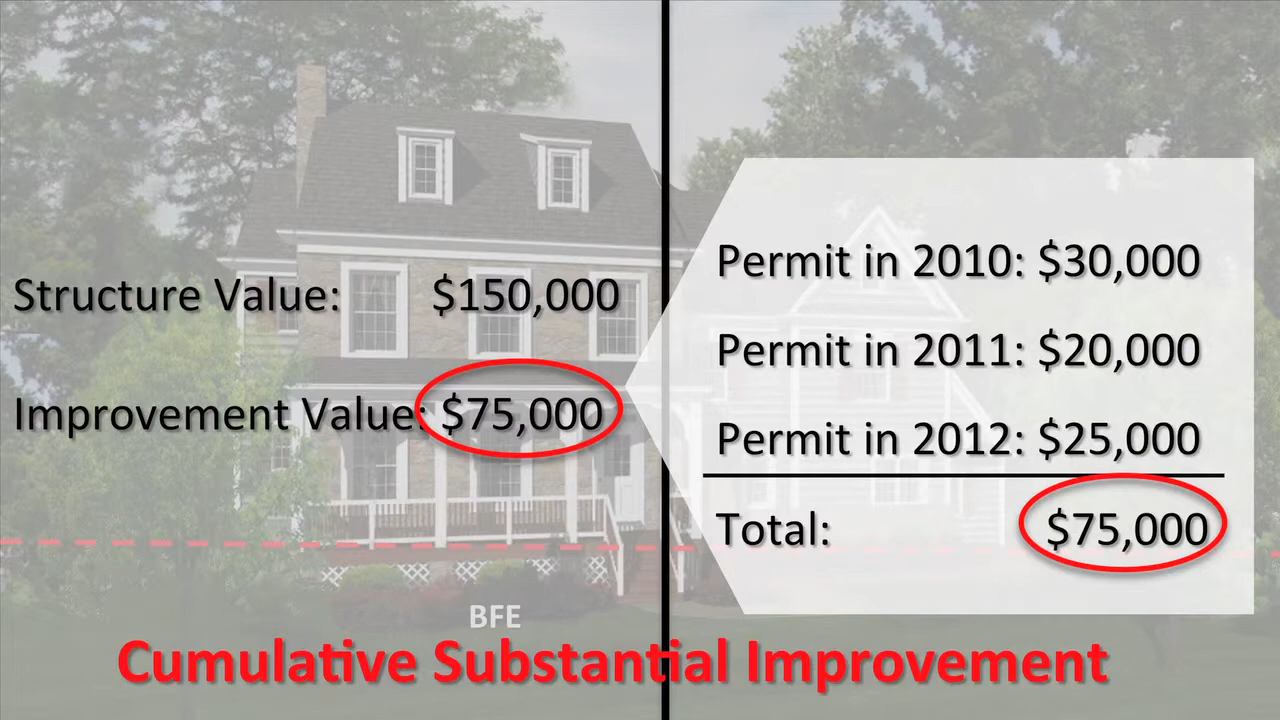 Structure Value: $150,000
Improvement Value: $75,000
Permit in 2010: $30,000
Permit in 2011: $20,000
Permit in 2012: $25,000
Total: $75,000
BFE
Cumulative Substantial Improvement